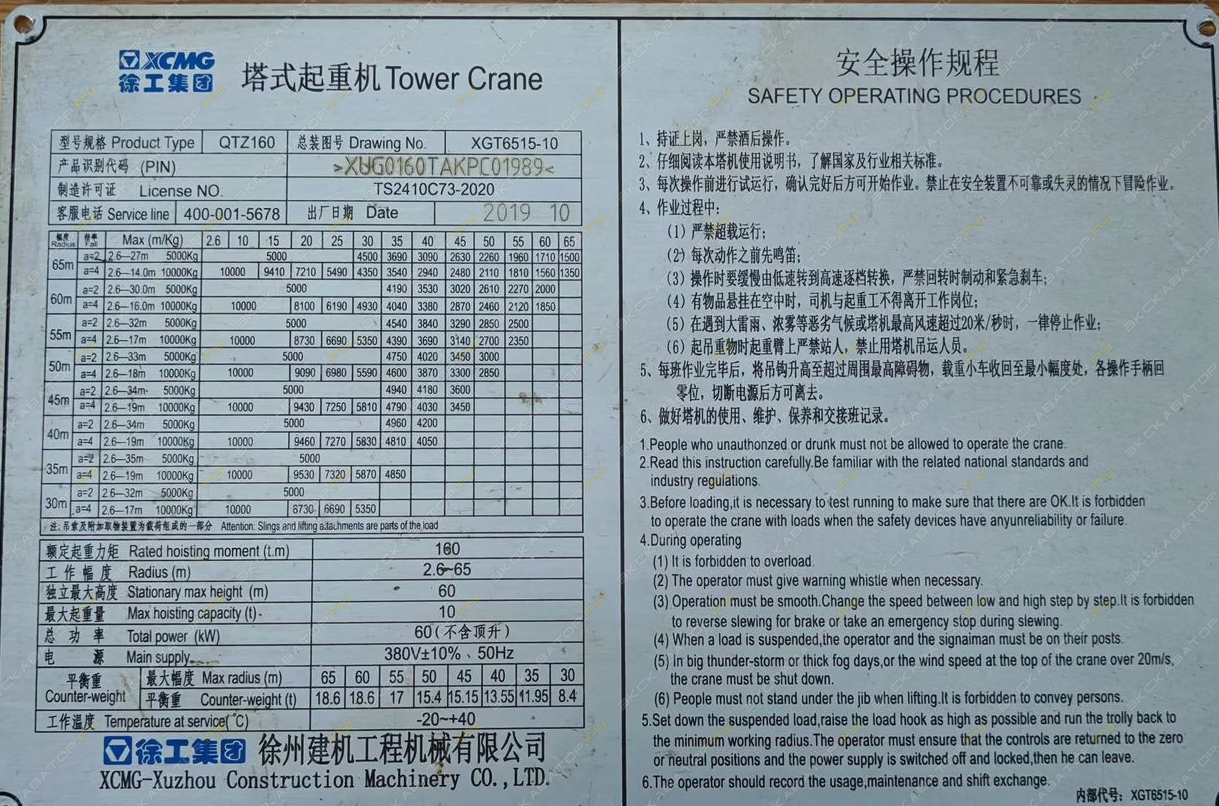 XCMG
徐工集团 塔式起重机 Tower Crane
型号规格 Product Type QTZ160 总装图号 Drawing No. XGT6515-10
产品识别代码 (PIN) >XUG0160TAKPC01989<
制造许可证 License NO. TS2410C73-2020
客服电话 Service line 400-001-5678 出厂日期 Date 2019 10
幅度 Radius 倍率 Fall Max (m/Kg) 2.6 10 15 20 25 30 35 40 45 50 55 60 65
65m a=2 2.6—27m 5000Kg 5000 4500 3690 3090 2630 2260 1960 1710 1500
a=4 2.6—14.0m 10000Kg 10000 9410 7210 5490 4350 3540 2940 2480 2110 1810 1560 1350
60m a=2 2.6—30.0m 5000Kg 5000 4190 3530 3020 2610 2270 2000
a=4 2.6—16.0m 10000Kg 10000 8100 6190 4930 4040 3380 2870 2460 2120 1850
55m a=2 2.6—32m 5000Kg 5000 4540 3840 3290 2850 2500
a=4 2.6—17m 10000Kg 10000 8730 6690 5350 4390 3690 3140 2700 2350
50m a=2 2.6—33m 5000Kg 5000 4750 4020 3450 3000
a=4 2.6—18m 10000Kg 10000 9090 6980 5590 4600 3870 3300 2850
45m a=2 2.6—34m 5000Kg 5000 4940 4180 3600
a=4 2.6—19m 10000Kg 10000 9430 7250 5810 4790 4030 3450
40m a=2 2.6—34m 5000Kg 5000 4960 4200
a=4 2.6—19m 10000Kg 10000 9460 7270 5830 4810 4050
35m a=2 2.6—35m 5000Kg 5000
a=4 2.6—19m 10000Kg 10000 9530 7320 5870 4850
30m a=2 2.6—32m 5000Kg 5000
a=4 2.6—17m 10000Kg 10000 8730 6690 5350
注:吊索及附加取物装置为载荷组成的一部分 Attention: Slings and lifting attachments are parts of the load
额定起重力矩 Rated hoisting moment (t.m) 160
工作幅度 Radius (m) 2.6~65
独立最大高度 Stationary max height (m) 60
最大起重量 Max hoisting capacity (t) 10
总功率 Total power (kW) 60(不含顶升)
电源 Main supply 380V±10%、50Hz
平衡重 Counter-weight 最大幅度 Max radius (m) 65 60 55 50 45 40 35 30
平衡重 Counter-weight (t) 18.6 18.6 17 15.4 15.15 13.55 11.95 8.4
工作温度 Temperature at service(℃) -20~+40
徐工集团 徐州建机工程机械有限公司
XCMG-Xuzhou Construction Machinery CO.,LTD.
安全操作规程
SAFETY OPERATING PROCEDURES
1、持证上岗，严禁酒后操作。
2、仔细阅读本塔机使用说明书，了解国家及行业相关标准。
3、每次操作前进行试运行，确认完好后方可开始作业。禁止在安全装置不可靠或失灵的情况下冒险作业。
4、作业过程中:
(1) 严禁超载运行;
(2) 每次动作之前先鸣笛;
(3) 操作时要缓慢由低速转到高速逐档转换，严禁回转时制动和紧急刹车;
(4) 有物品悬挂在空中时，司机与起重工不得离开工作岗位;
(5) 在遇到大雷雨、浓雾等恶劣气候或塔机最高风速超过20米/秒时，一律停止作业;
(6) 起吊重物时起重臂上严禁站人，禁止用塔机吊运人员。
5、每班作业完毕后，将吊钩升高至超过周围最高障碍物，载重小车收回至最小幅度处，各操作手柄回
零位，切断电源后方可离去。
6、做好塔机的使用、维护、保养和交接班记录。
1.People who unauthonzed or drunk must not be allowed to operate the crane.
2.Read this instruction carefully.Be familiar with the related national standards and
industry regulations.
3.Before loading,it is necessary to test running to make sure that there are OK.It is forbidden
to operate the crane with loads when the safety devices have anyunreliability or failure.
4.During operating
(1) It is forbidden to overload.
(2) The operator must give warning whistle when necessary.
(3) Operation must be smooth.Change the speed between low and high step by step.It is forbidden
to reverse slewing for brake or take an emergency stop during slewing.
(4) When a load is suspended,the operator and the signaiman must be on their posts.
(5) In big thunder-storm or thick fog days,or the wind speed at the top of the crane over 20m/s,
the crane must be shut down.
(6) People must not stand under the jib when lifting.It is forbidden to convey persons.
5.Set down the suspended load,raise the load hook as high as possible and run the trolly back to
the minimum working radius.The operator must ensure that the controls are returned to the zero
or neutral positions and the power supply is switched off and locked,then he can leave.
6.The operator should record the usage,maintenance and shift exchange.
内部代号: XGT6515-10